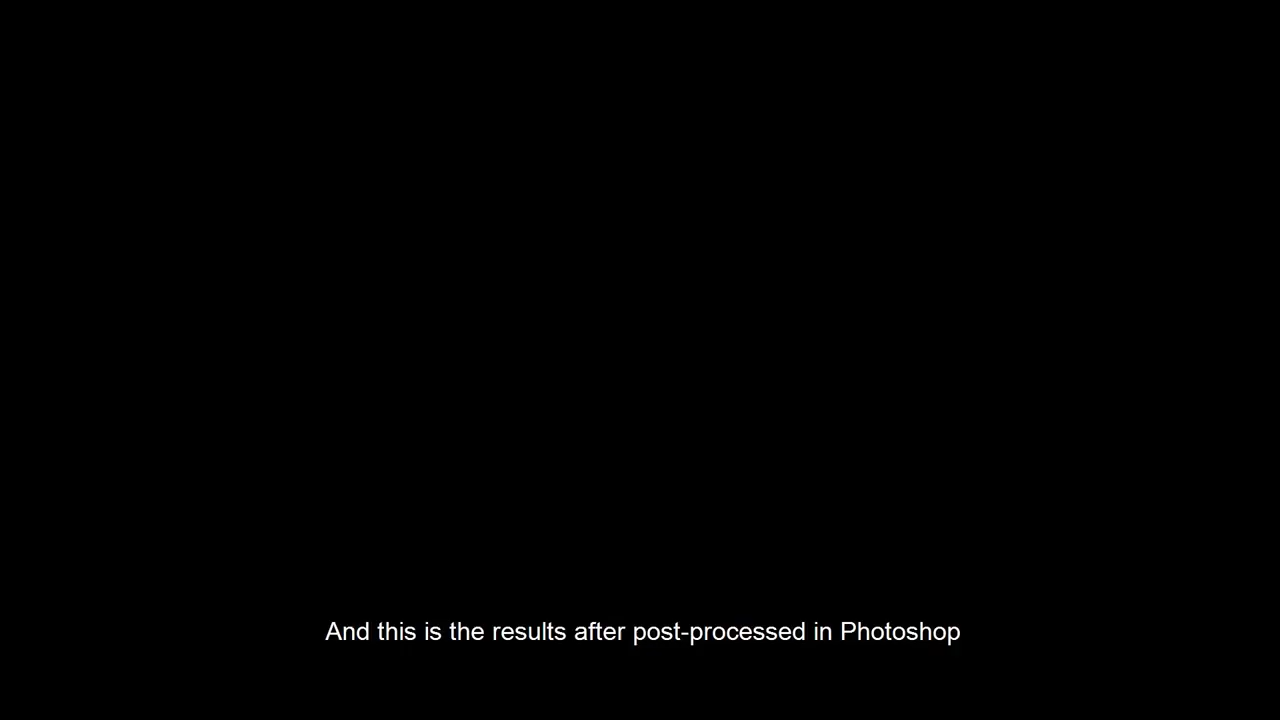 And this is the results after post-processed in Photoshop